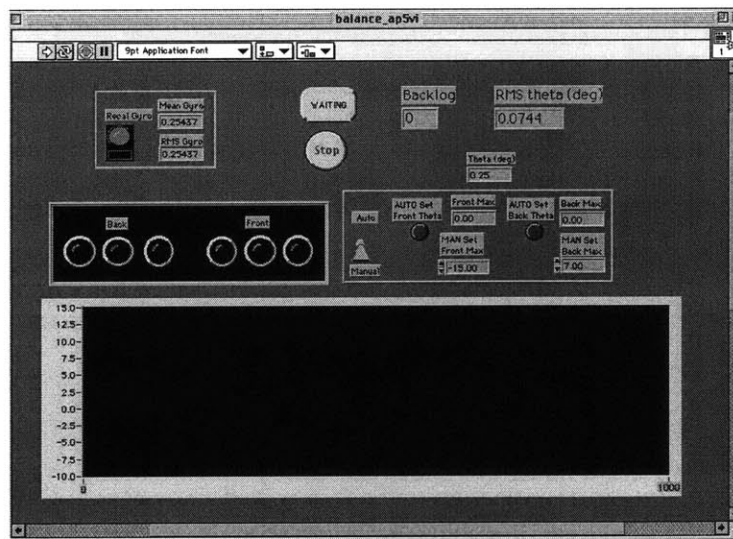 balance_ap5vi
9pt Application Font
1
Recal Gyro
Mean Gyro
0.25437
RMS Gyro
0.25437
WAITING
Stop
Backlog
0
RMS theta (deg)
0.0744
Theta (deg)
0.25
Back
Front
Auto
Manual
AUTO Set
Front Theta
Front Max
0.00
MAN Set
Front Max
-15.00
AUTO Set
Back Theta
Back Max
0.00
MAN Set
Back Max
7.00
15.0-
12.5-
10.0-
7.5-
5.0-
2.5-
0.0-
-2.5-
-5.0-
-7.5-
-10.0-
0
1000